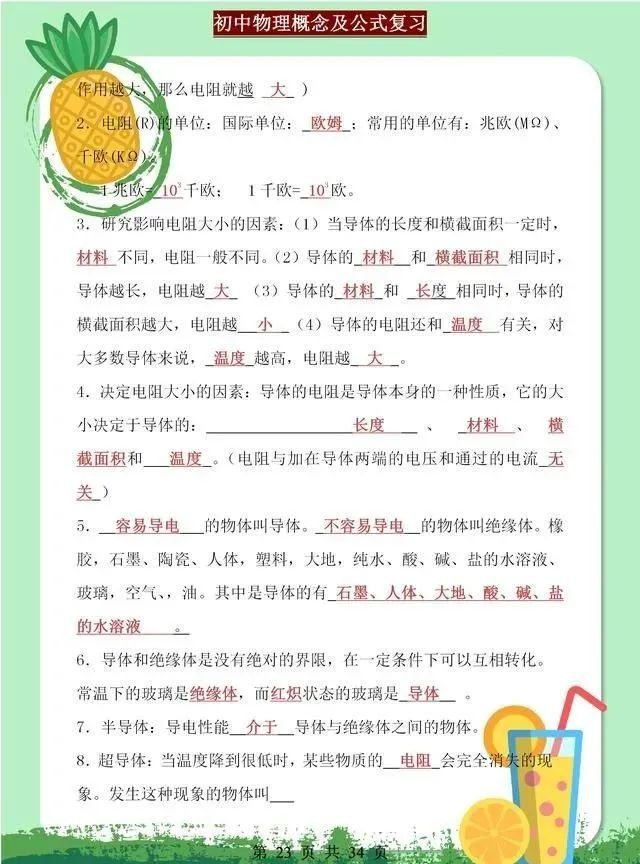 初中物理概念及公式复习
作用越大，那么电阻就越 大 ）
2．电阻(R)的单位：国际单位： 欧姆 ；常用的单位有：兆欧(MΩ)、
千欧(KΩ)
1兆欧= 10³ 千欧； 1千欧= 10³ 欧。
3．研究影响电阻大小的因素：（1）当导体的长度和横截面积一定时，
材料 不同，电阻一般不同。（2）导体的 材料 和 横截面积 相同时，
导体越长，电阻越 大 （3）导体的 材料 和 长度 相同时，导体的
横截面积越大，电阻越 小 （4）导体的电阻还和 温度 有关，对
大多数导体来说， 温度 越高，电阻越 大 。
4．决定电阻大小的因素：导体的电阻是导体本身的一种性质，它的大
小决定于导体的： 长度 、 材料 、 横
截面积和 温度 。（电阻与加在导体两端的电压和通过的电流 无
关 ）
5． 容易导电 的物体叫导体。 不容易导电 的物体叫绝缘体。橡
胶，石墨、陶瓷、人体，塑料，大地，纯水、酸、碱、盐的水溶液、
玻璃，空气、，油。其中是导体的有 石墨、人体、大地、酸、碱、盐
的水溶液 。
6．导体和绝缘体是没有绝对的界限，在一定条件下可以互相转化。
常温下的玻璃是绝缘体，而红炽状态的玻璃是 导体 。
7．半导体：导电性能 介于 导体与绝缘体之间的物体。
8．超导体：当温度降到很低时，某些物质的 电阻 会完全消失的现
象。发生这种现象的物体叫___
第 23 页 共 34 页